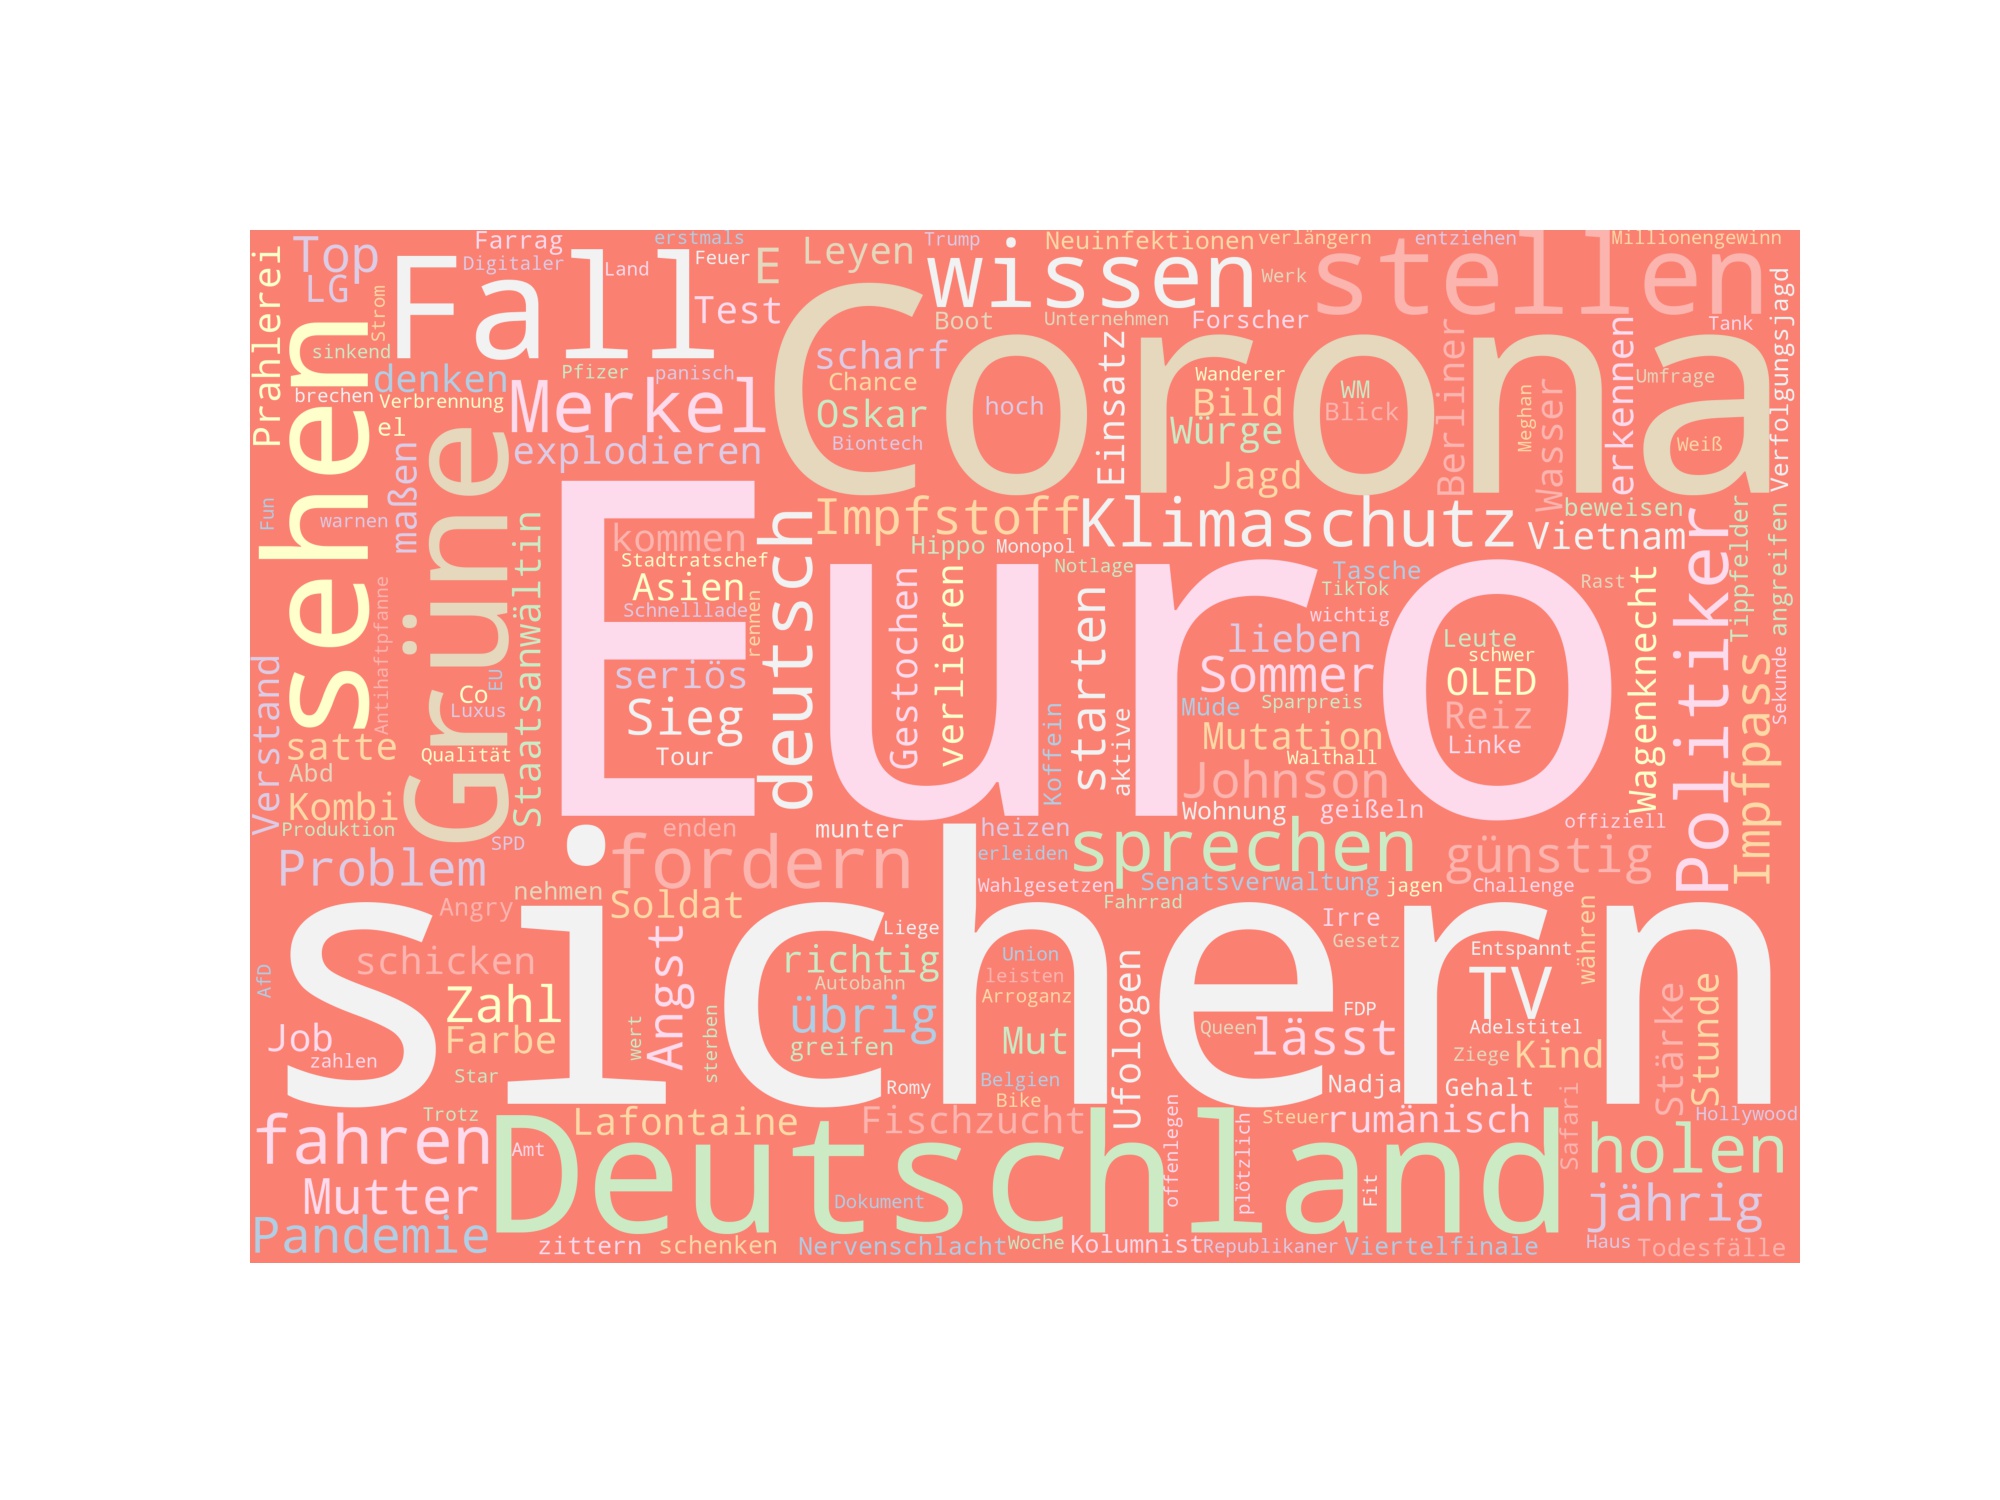 Prahlerei
Top
LG
Farrag
Digitaler
erstmals
Land
Feuer
E
Leyen
Trump
Neuinfektionen
verlängern
entziehen
Millionengewinn
Fall
Test
wissen
Werk
stellen
Strom
sinkend
Boot
Unternehmen
Forscher
Tank
Verfolgungsjagd
sehen
denken
Pfizer
panisch
scharf
Corona
Einsatz
Wanderer
WM
Berliner
Wasser
erkennen
Umfrage
brechen
Verbrennung
el
Merkel
Chance
Oskar
hoch
Bild
Blick
Meghan
Weiß
explodieren
Biontech
Würge
Jagd
Fun
warnen
maßen
Grüne
Staatsanwältin
kommen
deutsch
Impfstoff
Klimaschutz
beweisen
Vietnam
Politiker
Tippfelder
Hippo
Monopol
Stadtratschef
Notlage
Tasche
Rast
Asien
TikTok
Schnelllade
rennen
Antihaftpfanne
Euro
Gestochen
verlieren
starten
wichtig
Wagenknecht
angreifen
lieben
Leute
schwer
Verstand
seriös
Sommer
OLED
EU
Co
Luxus
Sieg
Müde
Sparpreis
Reiz
Impfpass
Sekunde
satte
Qualität
Tour
Koffein
aktive
Mutation
Linke
Walthall
Abd
Johnson
Kombi
Wohnung
geißeln
Produktion
SPD
enden
munter
heizen
offiziell
Problem
fordern
erleiden
sprechen
günstig
nehmen
Wahlgesetzen
Senatsverwaltung
jagen
Challenge
Angry
Soldat
Fahrrad
Irre
sichern
Liege
Gesetz
Entspannt
währen
AfD
schicken
Angst
richtig
Union
Ufologen
leisten
Autobahn
Arroganz
TV
Stärke
Stunde
Zahl
übrig
FDP
Job
Farbe
wert
sterben
greifen
Mut
Queen
lässt
Adelstitel
zahlen
Ziege
Kind
Star
Romy
Belgien
Nadja
Gehalt
Safari
Bike
Trotz
Lafontaine
Fischzucht
offenlegen
Steuer
rumänisch
Hollywood
fahren
Deutschland
Amt
plötzlich
Fit
holen
Mutter
Dokument
jährig
Pandemie
zittern
schenken
Nervenschlacht
Woche
Kolumnist
Republikaner
Viertelfinale
Haus
Todesfälle